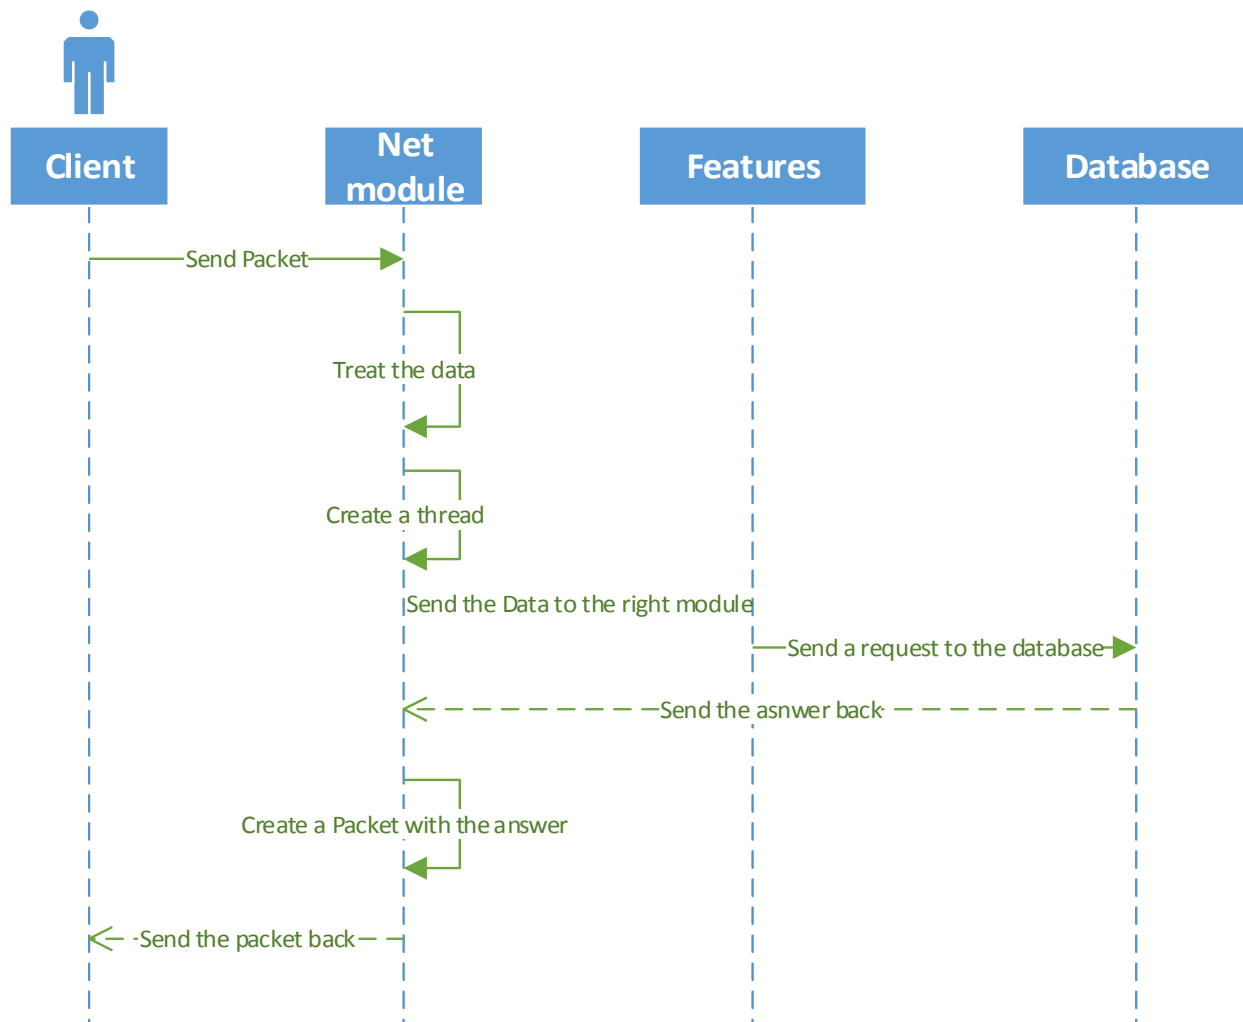 Client
Net
module
Features
Database
Send Packet
Treat the data
Create a thread
Send the Data to the right module
Send a request to the database
Send the asnwer back
Create a Packet with the answer
Send the packet back